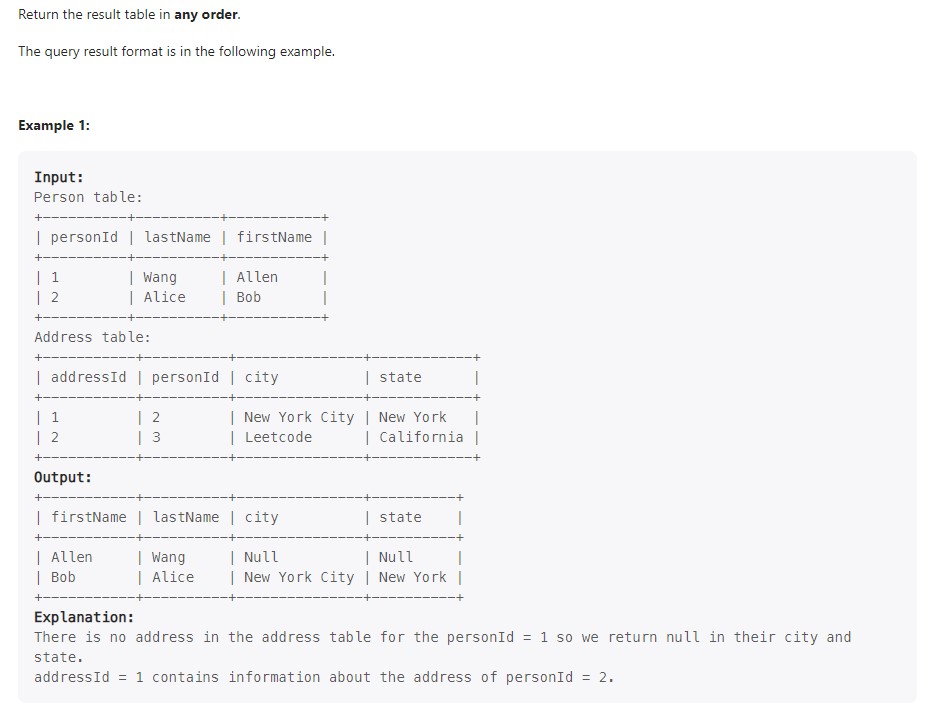 Return the result table in any order.
The query result format is in the following example.
Example 1:
Input:
Person table:
+----------+----------+-----------+
| personId | lastName | firstName |
+----------+----------+-----------+
| 1        | Wang     | Allen     |
| 2        | Alice    | Bob       |
+----------+----------+-----------+
Address table:
+-----------+----------+---------------+------------+
| addressId | personId | city          | state      |
+-----------+----------+---------------+------------+
| 1         | 2        | New York City | New York   |
| 2         | 3        | Leetcode      | California |
+-----------+----------+---------------+------------+
Output:
+-----------+----------+---------------+----------+
| firstName | lastName | city          | state    |
+-----------+----------+---------------+----------+
| Allen     | Wang     | Null          | Null     |
| Bob       | Alice    | New York City | New York |
+-----------+----------+---------------+----------+
Explanation:
There is no address in the address table for the personId = 1 so we return null in their city and
state.
addressId = 1 contains information about the address of personId = 2.